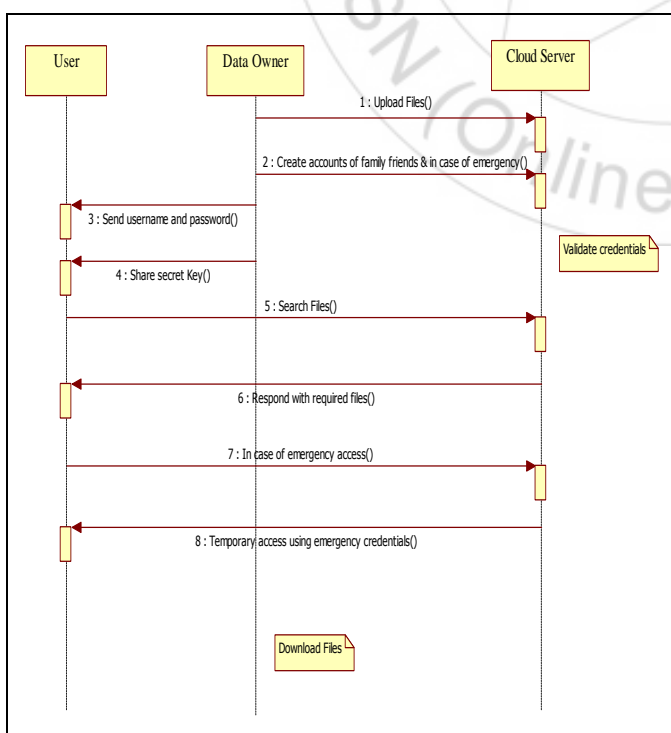 SN (Online
User
Data Owner
Cloud Server
1 : Upload Files()
2 : Create accounts of family friends & in case of emergency()
3 : Send username and password()
Validate credentials
4 : Share secret Key()
5 : Search Files()
6 : Respond with required files()
7 : In case of emergency access()
8 : Temporary access using emergency credentials()
Download Files